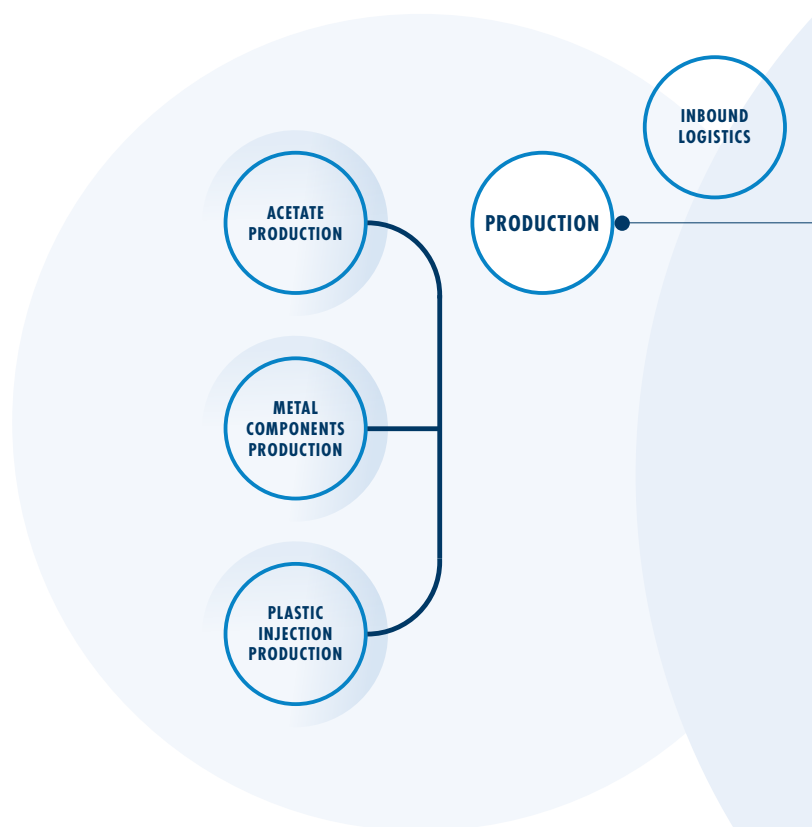 INBOUND
LOGISTICS
ACETATE
PRODUCTION
PRODUCTION
METAL
COMPONENTS
PRODUCTION
PLASTIC
INJECTION
PRODUCTION